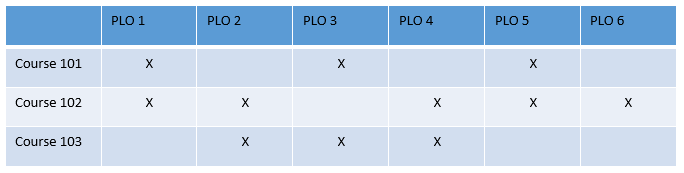 PLO 1 PLO 2 PLO 3 PLO 4 PLO 5 PLO 6
Course 101 X X X
Course 102 X X X X X
Course 103 X X X